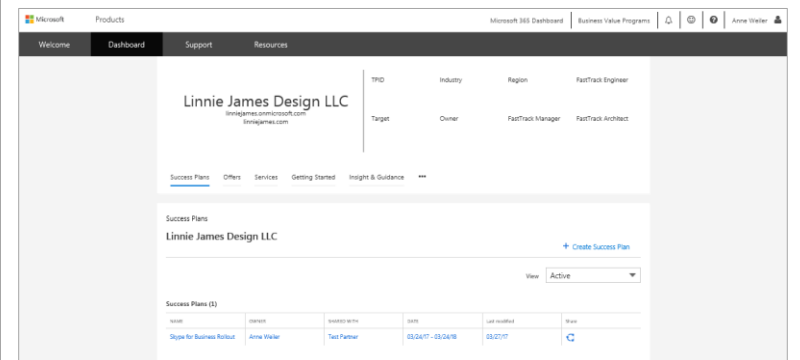 Microsoft Products Microsoft 365 Dashboard Business Value Programs Anne Weiler
Welcome Dashboard Support Resources
Linnie James Design LLC
linniejames.onmicrosoft.com
linniejames.com
TPID Industry Region FastTrack Engineer
Target Owner FastTrack Manager FastTrack Architect
Success Plans Offers Services Getting Started Insight & Guidance •••
Success Plans
Linnie James Design LLC
+ Create Success Plan
View Active
Success Plans (1)
NAME OWNER SHARED WITH DATE Last modified Share
Skype for Business Rollout Anne Weiler Test Partner 03/24/17 - 03/24/18 03/27/17